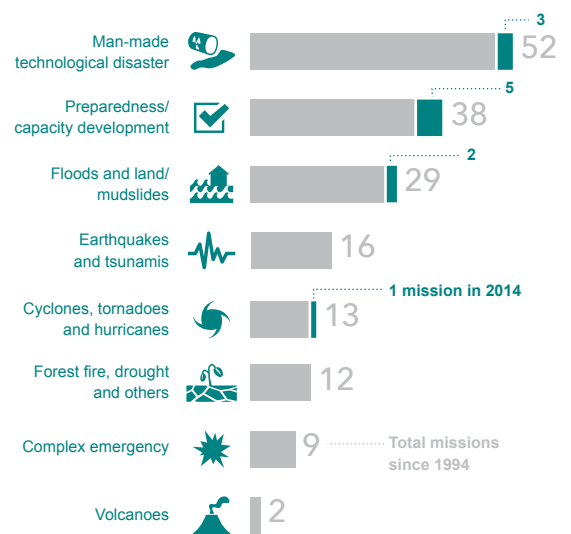 3
Man-made
technological disaster
52
5
Preparedness/
capacity development
38
2
Floods and land/
mudslides
29
Earthquakes
and tsunamis
16
1 mission in 2014
Cyclones, tornadoes
and hurricanes
13
Forest fire, drought
and others
12
Complex emergency
9
Total missions
since 1994
Volcanoes
2